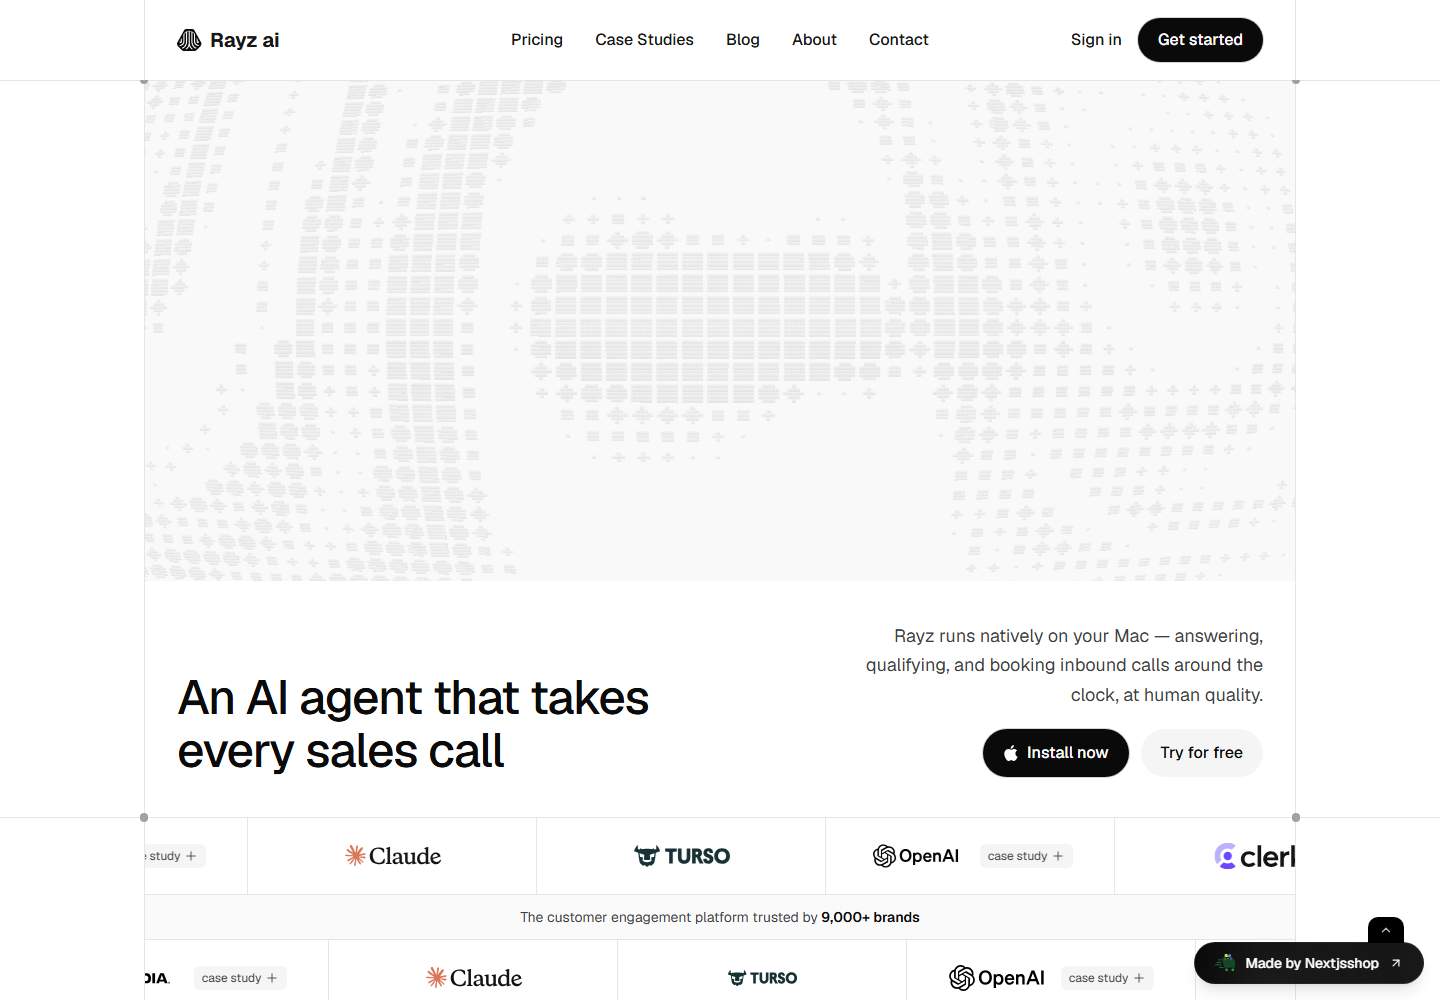 Rayz ai
Pricing
Case Studies
Blog
About
Contact
Sign in
Get started
Rayz runs natively on your Mac — answering,
qualifying, and booking inbound calls around the
clock, at human quality.
An AI agent that takes
every sales call
Install now
Try for free
study
Claude
TURSO
OpenAI
case study
clerk
The customer engagement platform trusted by 9,000+ brands
DIA.
case study
Claude
TURSO
OpenAI
case study
Made by Nextjsshop